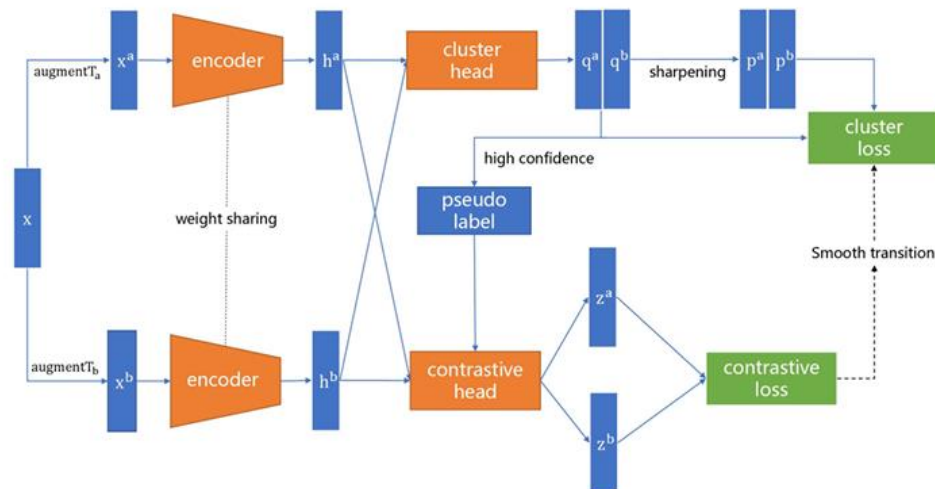 augmentTₐ
xᵃ
encoder
hᵃ
cluster
head
qᵃ qᵇ
sharpening
pᵃ pᵇ
cluster
loss
high confidence
x
weight sharing
pseudo
label
Smooth transition
zᵃ
augmentT_b
xᵇ
encoder
hᵇ
contrastive
head
contrastive
loss
zᵇ